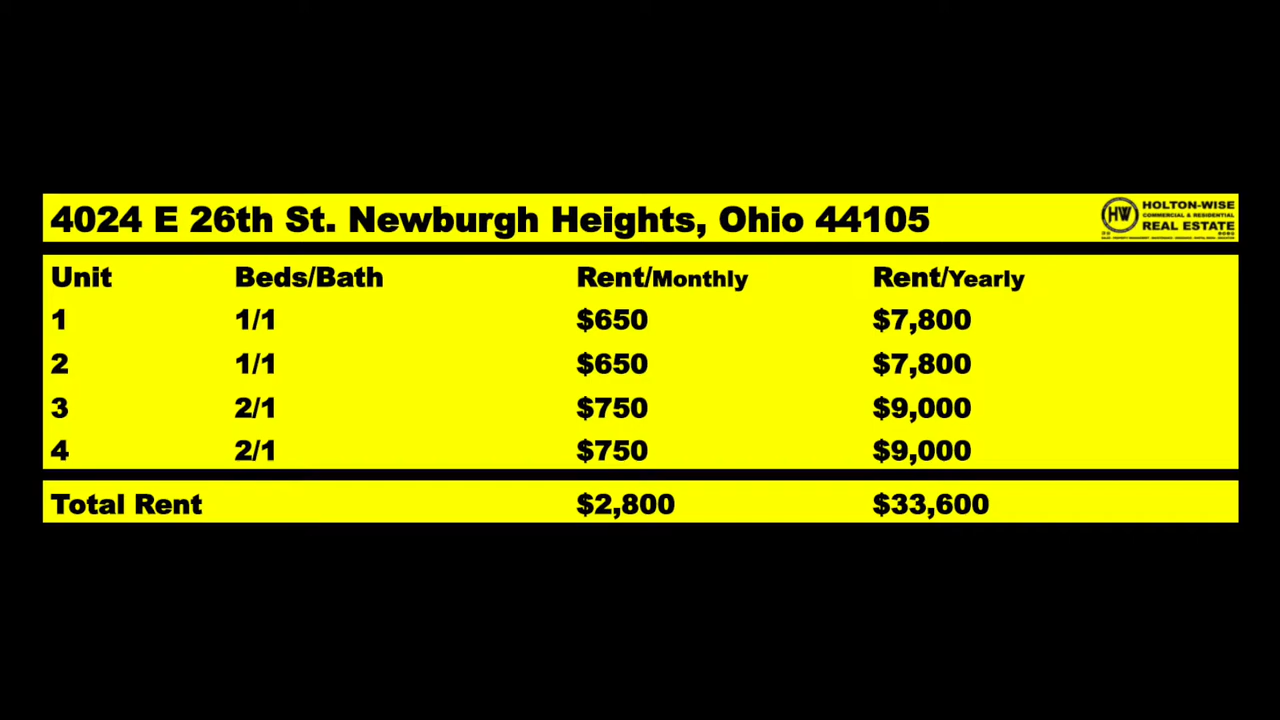 4024 E 26th St. Newburgh Heights, Ohio 44105
HW
HOLTON-WISE
COMMERCIAL & RESIDENTIAL
REAL ESTATE
Unit Beds/Bath Rent/Monthly Rent/Yearly
1 1/1 $650 $7,800
2 1/1 $650 $7,800
3 2/1 $750 $9,000
4 2/1 $750 $9,000
Total Rent $2,800 $33,600